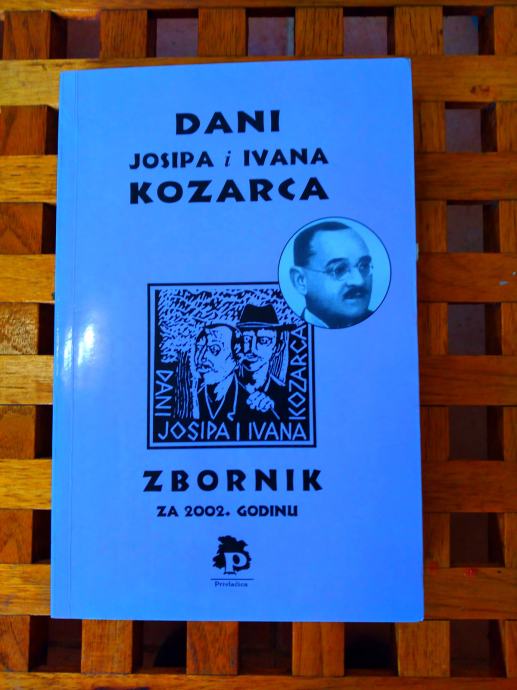 DANI
JOSIPA i IVANA
KOZARCA
DANI
JOSIPA I IVANA
KOZARCA
ZBORNIK
ZA 2002. GODINU
P
Privlačica